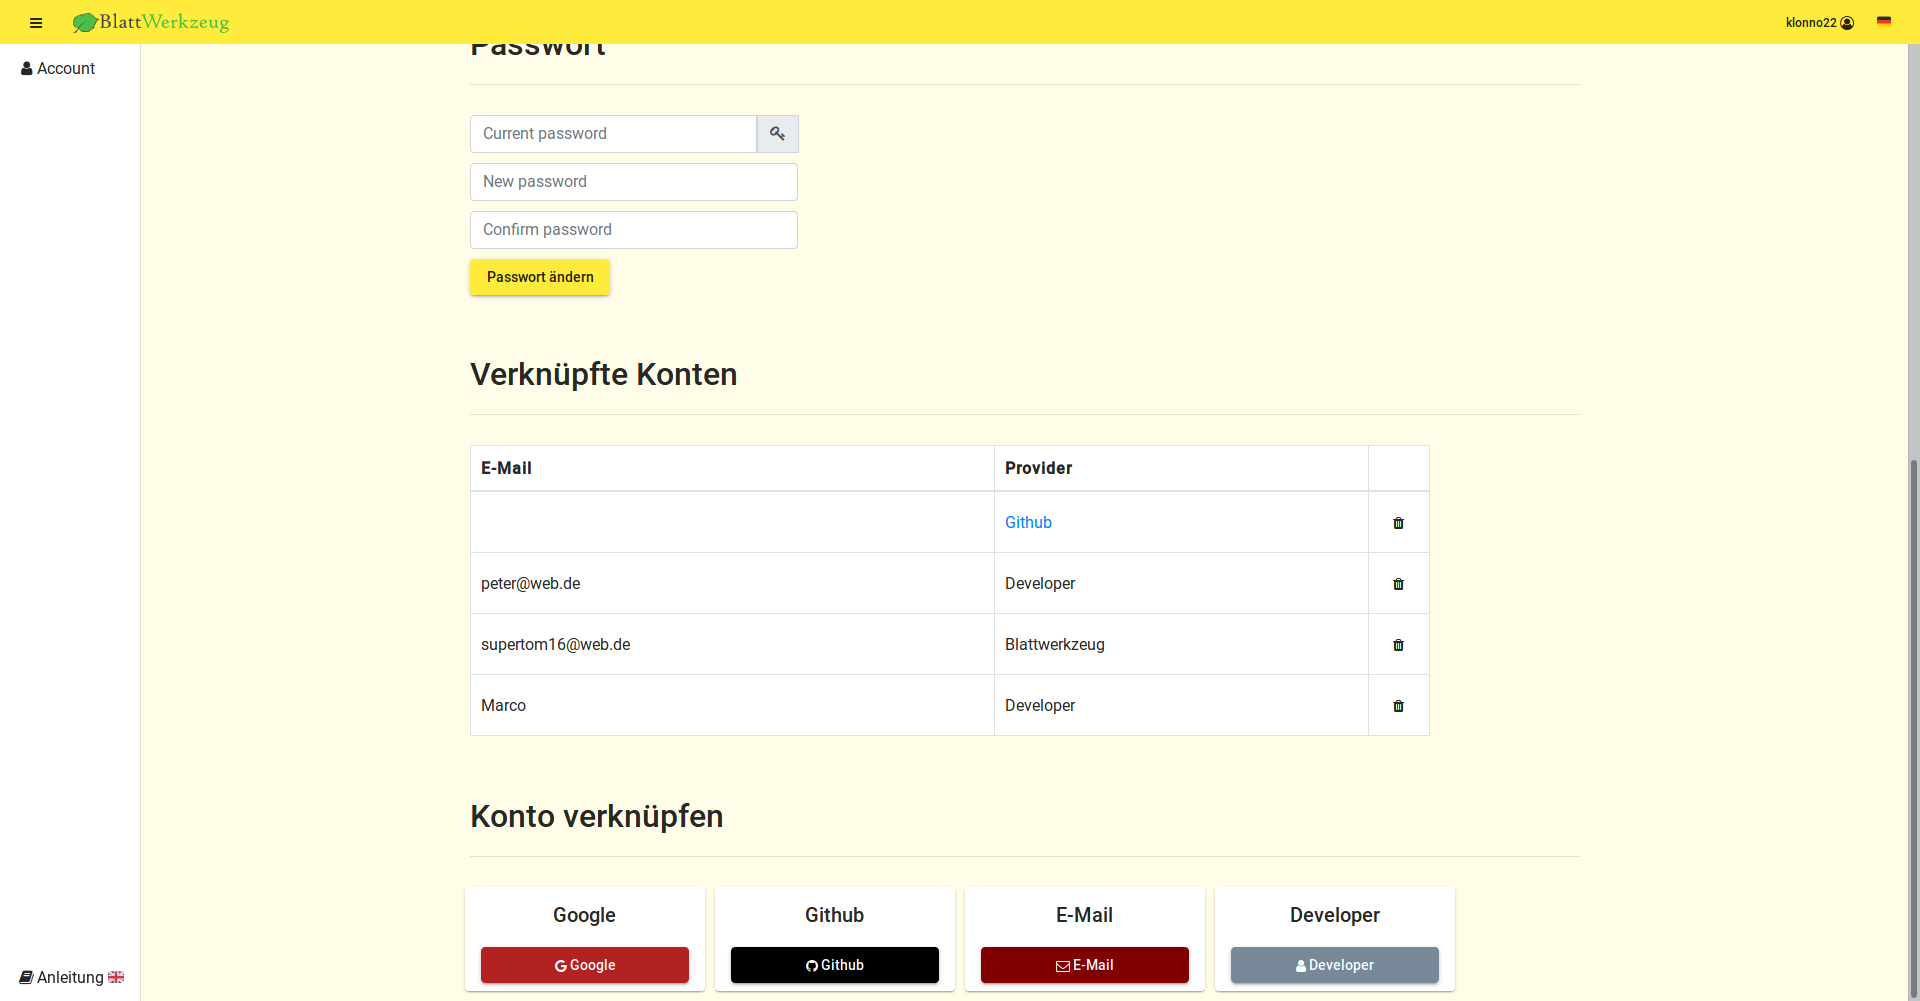 BlattWerkzeug
klonno22
Account
Passwort
Current password
New password
Confirm password
Passwort ändern
Verknüpfte Konten
E-Mail Provider
Github
peter@web.de Developer
supertom16@web.de Blattwerkzeug
Marco Developer
Konto verknüpfen
Google Github E-Mail Developer
Google Github E-Mail Developer
Anleitung